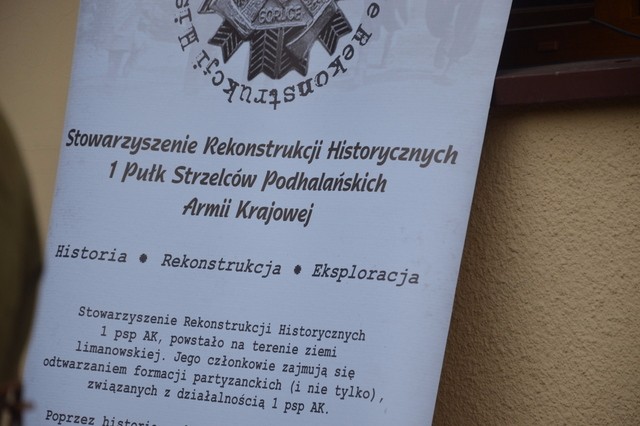 GORLICE
e Rekonstrukcji His
Stowarzyszenie Rekonstrukcji Historycznych
1 Pułk Strzelców Podhalańskich
Armii Krajowej
Historia • Rekonstrukcja • Eksploracja
Stowarzyszenie Rekonstrukcji Historycznych
1 psp AK, powstało na terenie ziemi
limanowskiej. Jego członkowie zajmują się
odtwarzaniem formacji partyzanckich (i nie tylko),
związanych z działalnością 1 psp AK.
Poprzez